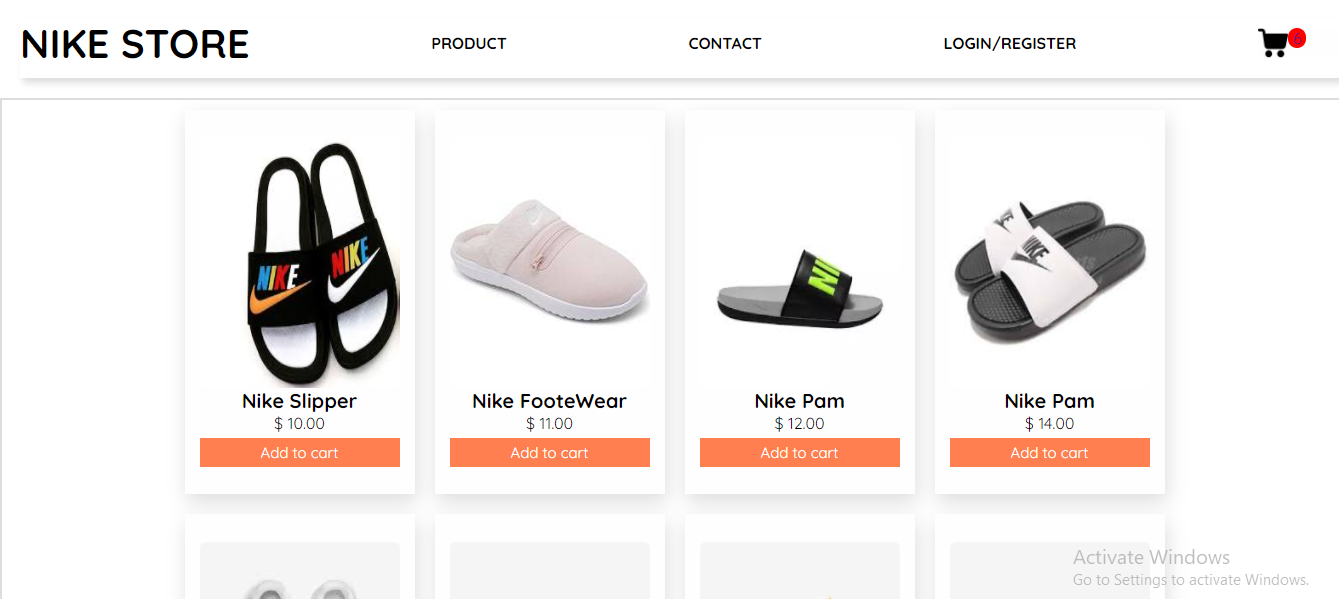 NIKE STORE
PRODUCT
CONTACT
LOGIN/REGISTER
6
NIKE
NIKE
NIKE
Nike Slipper
$ 10.00
Add to cart
Nike FooteWear
$ 11.00
Add to cart
Nike Pam
$ 12.00
Add to cart
Nike Pam
$ 14.00
Add to cart
Activate Windows
Go to Settings to activate Windows.